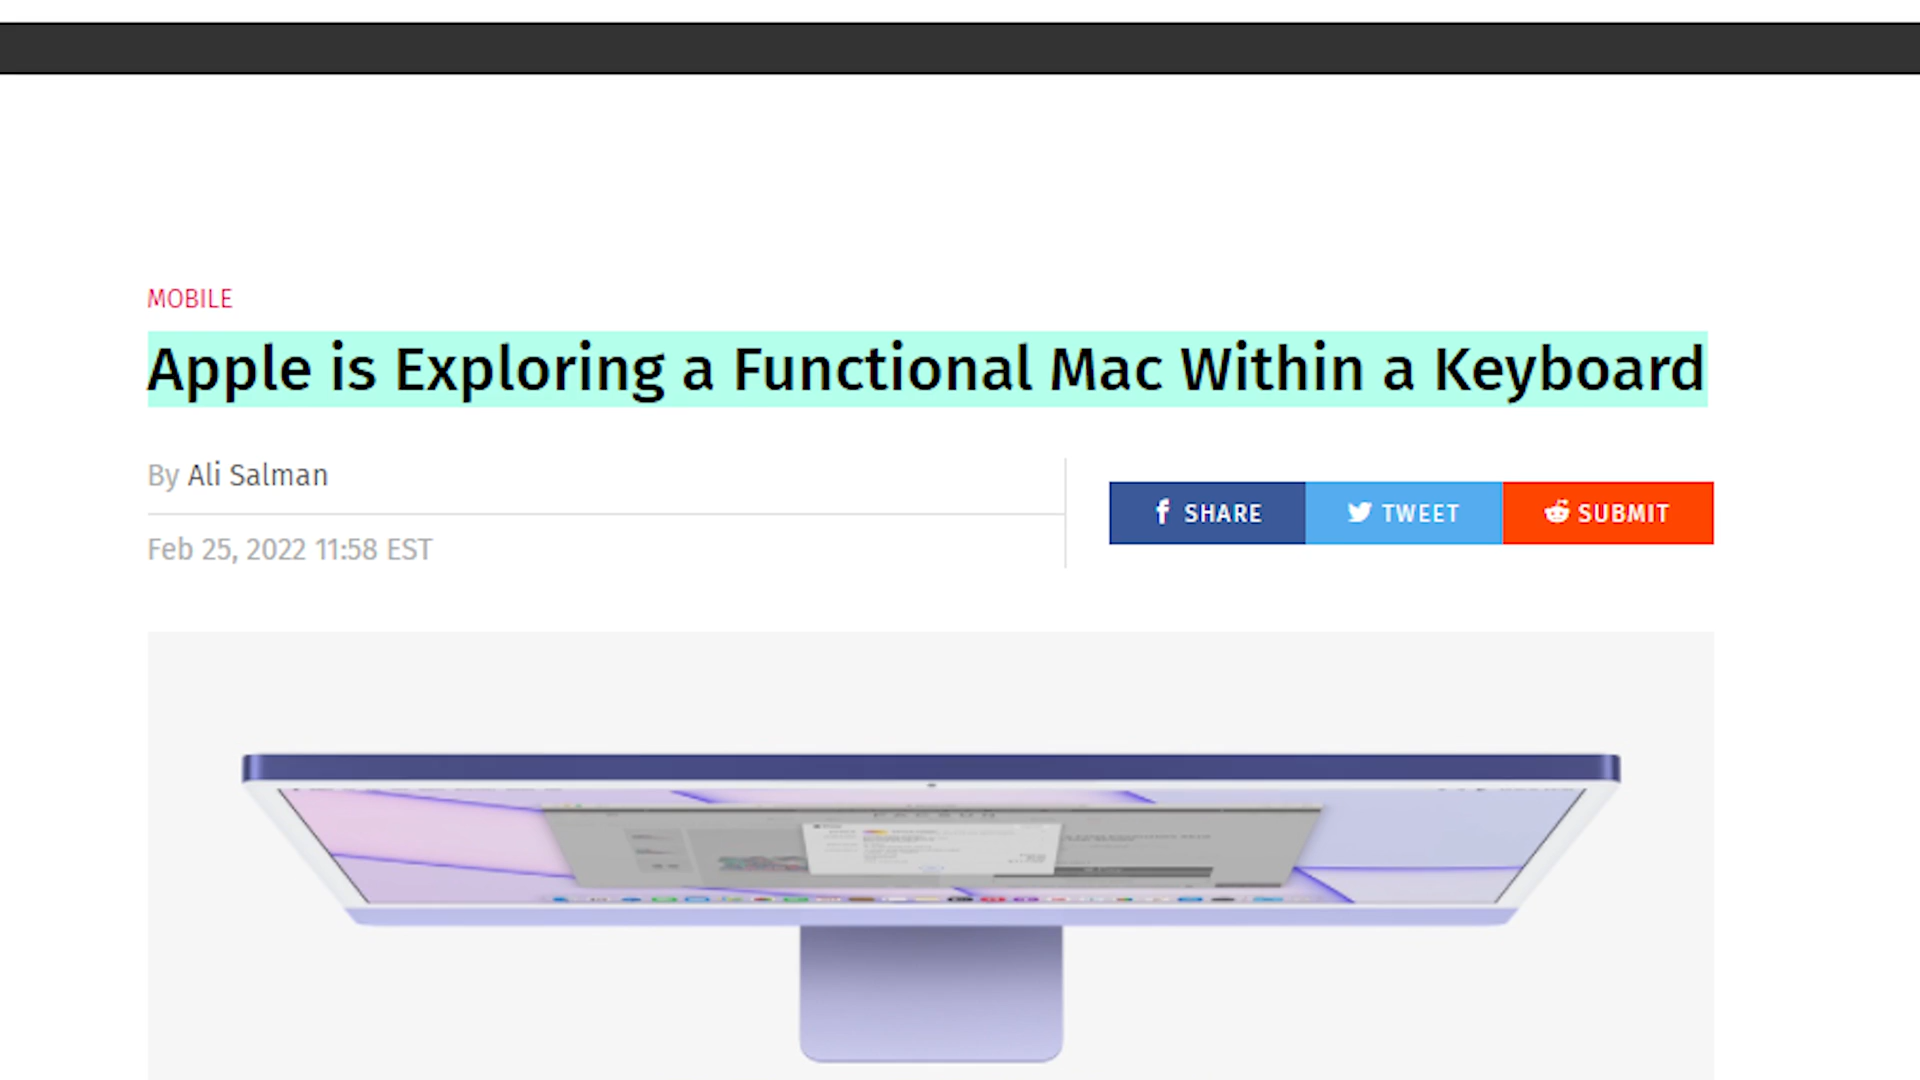 MOBILE
Apple is Exploring a Functional Mac Within a Keyboard
By Ali Salman
SHARE
TWEET
SUBMIT
Feb 25, 2022 11:58 EST